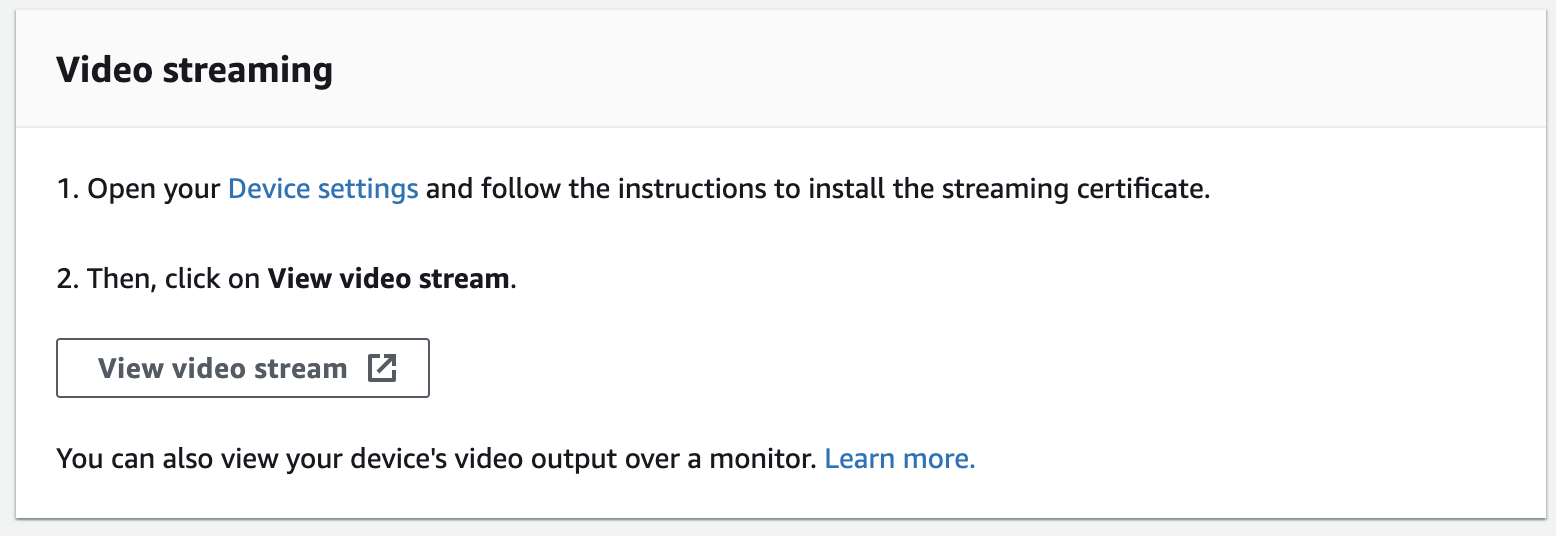 Video streaming
1. Open your Device settings and follow the instructions to install the streaming certificate.
2. Then, click on View video stream.
View video stream
You can also view your device's video output over a monitor. Learn more.